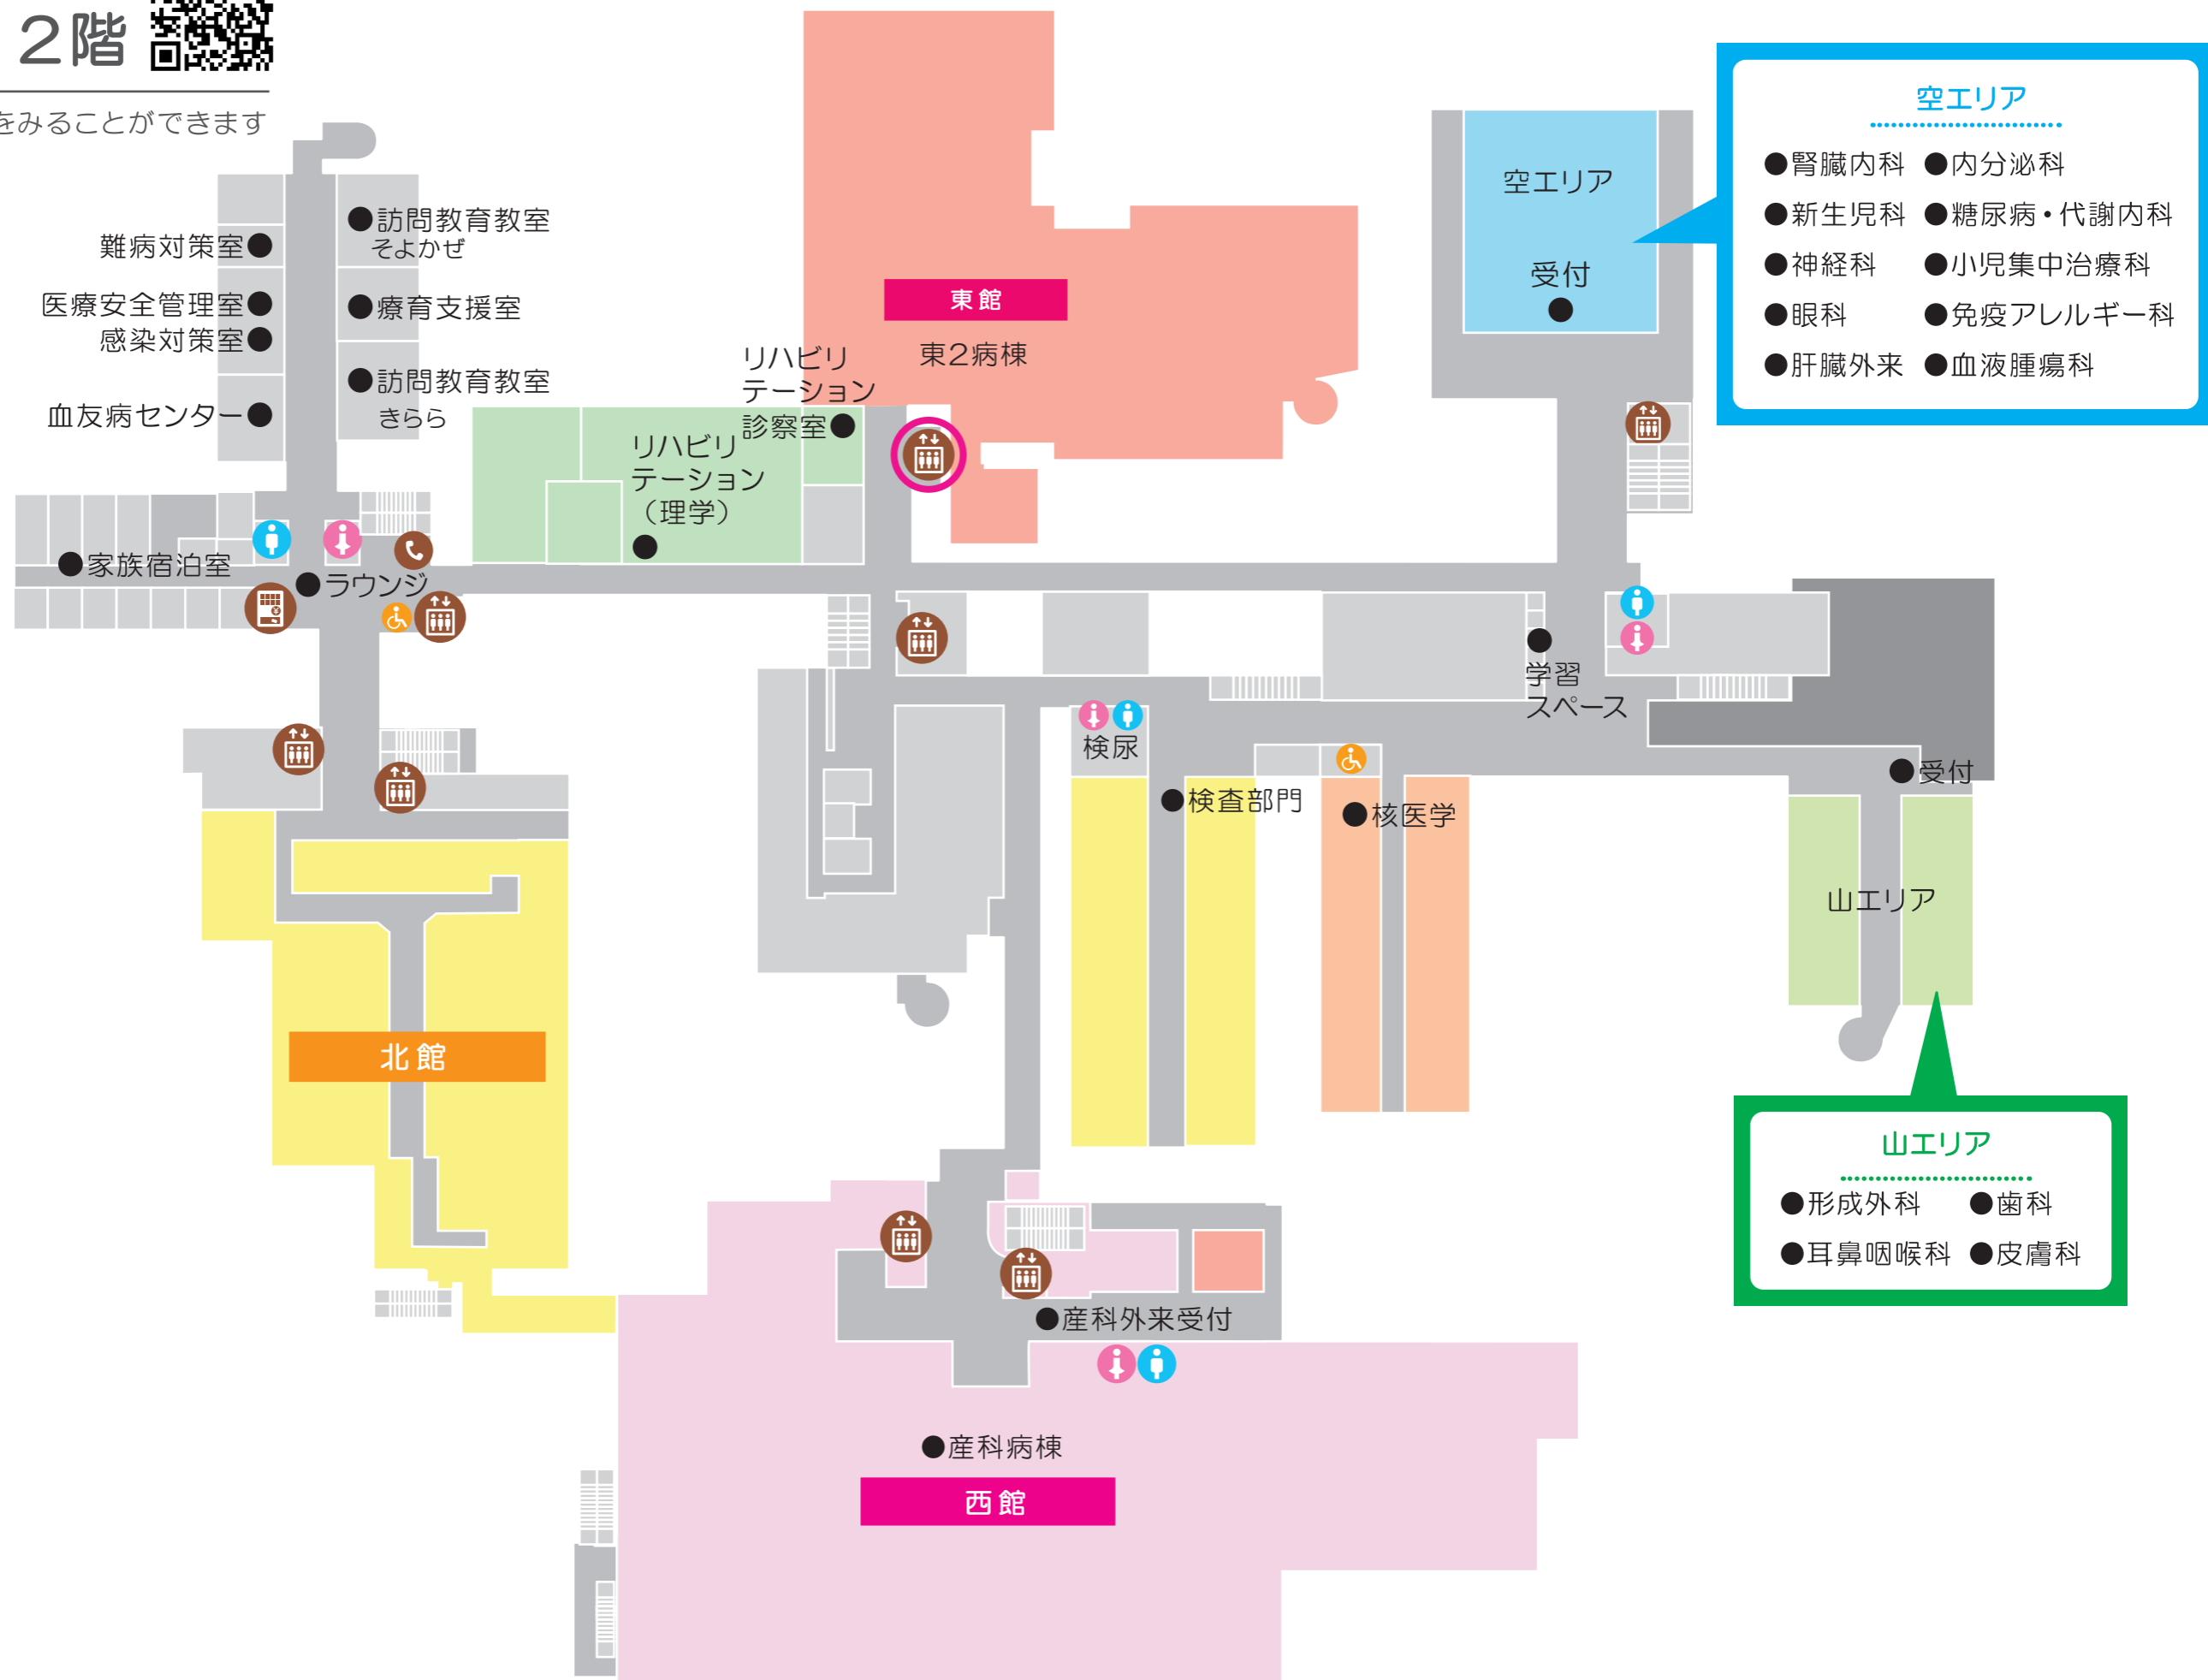 2階
をみることができます
難病対策室
医療安全管理室
感染対策室
血友病センター
訪問教育教室
そよかぜ
療育支援室
訪問教育教室
きらら
家族宿泊室
ラウンジ
リハビリ
テーション
(理学)
リハビリ
テーション
診察室
東館
東2病棟
空エリア
受付
空エリア
腎臓内科
内分泌科
新生児科
糖尿病・代謝内科
神経科
小児集中治療科
眼科
免疫アレルギー科
肝臓外来
血液腫瘍科
学習
スペース
検尿
検査部門
核医学
受付
山エリア
山エリア
形成外科
歯科
耳鼻咽喉科
皮膚科
北館
産科外来受付
産科病棟
西館